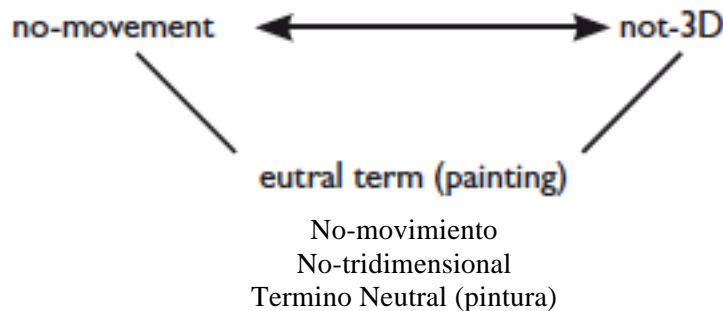 no-movement not-3D
eutral term (painting)
No-movimiento
No-tridimensional
Termino Neutral (pintura)